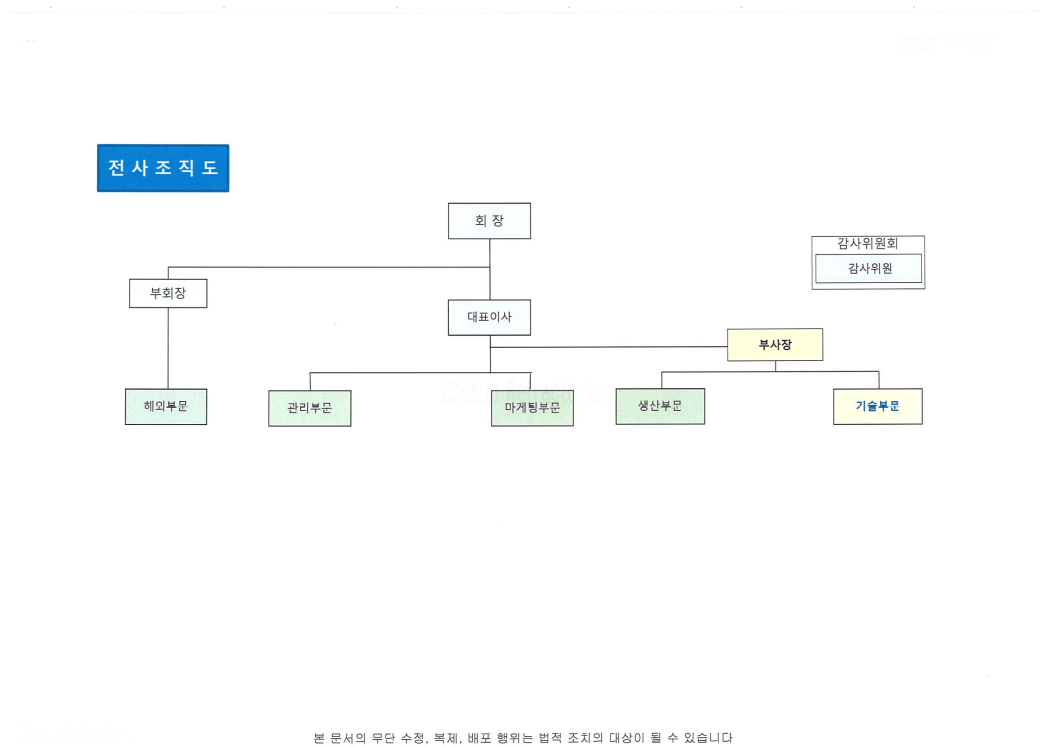 전 사 조 직 도
회 장
감사위원회
감사위원
부회장
대표이사
부사장
해외부문
관리부문
마게팅부문
생산부문
기술부문
본 문서의 무단 수정, 복제, 배포 행위는 법적 조치의 대상이 될 수 있습니다